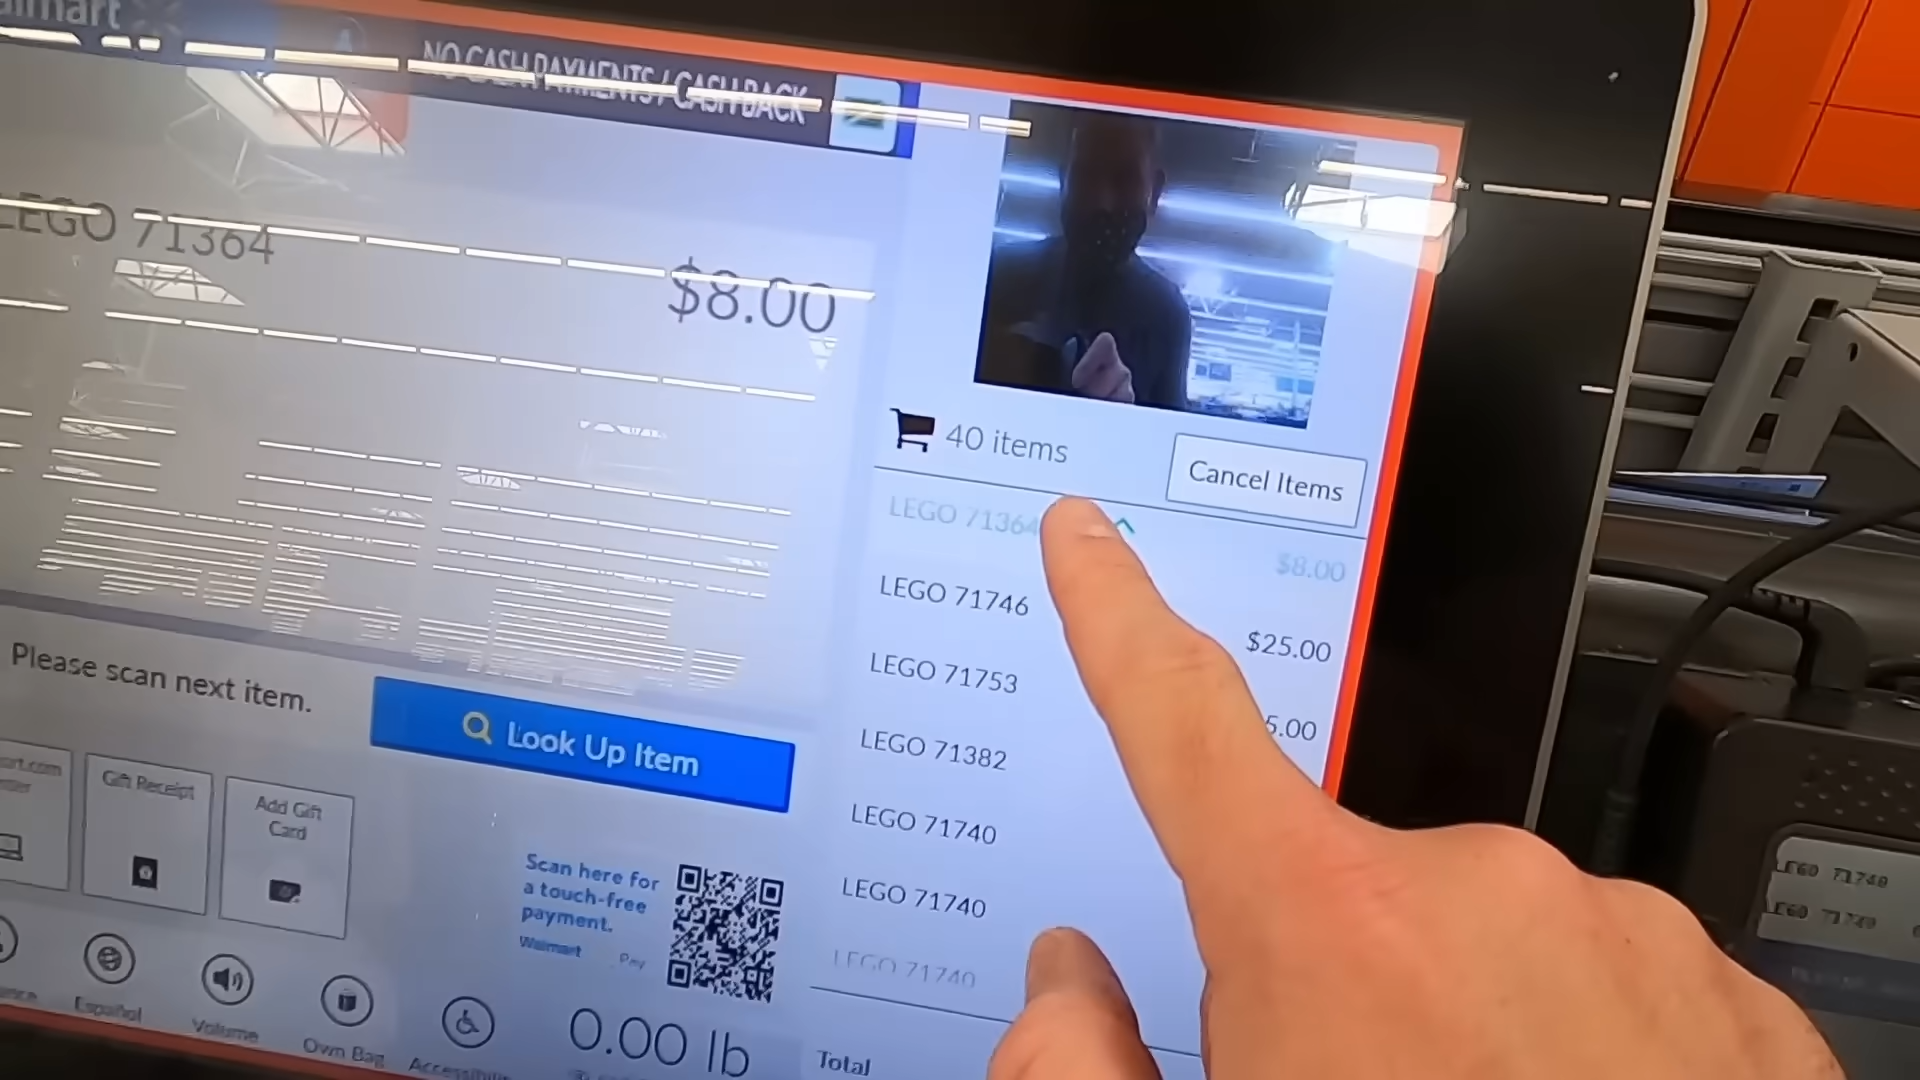 NO CASH PAYMENTS / CASH BACK
LEGO 71364
$8.00
40 items
Cancel Items
LEGO 71364
$8.00
LEGO 71746
$25.00
LEGO 71753
5.00
LEGO 71382
LEGO 71740
LEGO 71740
LEGO 71740
Total
Please scan next item.
Look Up Item
Gift Receipt
Add Gift
Card
Scan here for
a touch-free
payment.
Walmart Pay
Español
Volume
Own Bag
0.00 lb
LEGO 71740
LEGO 71740